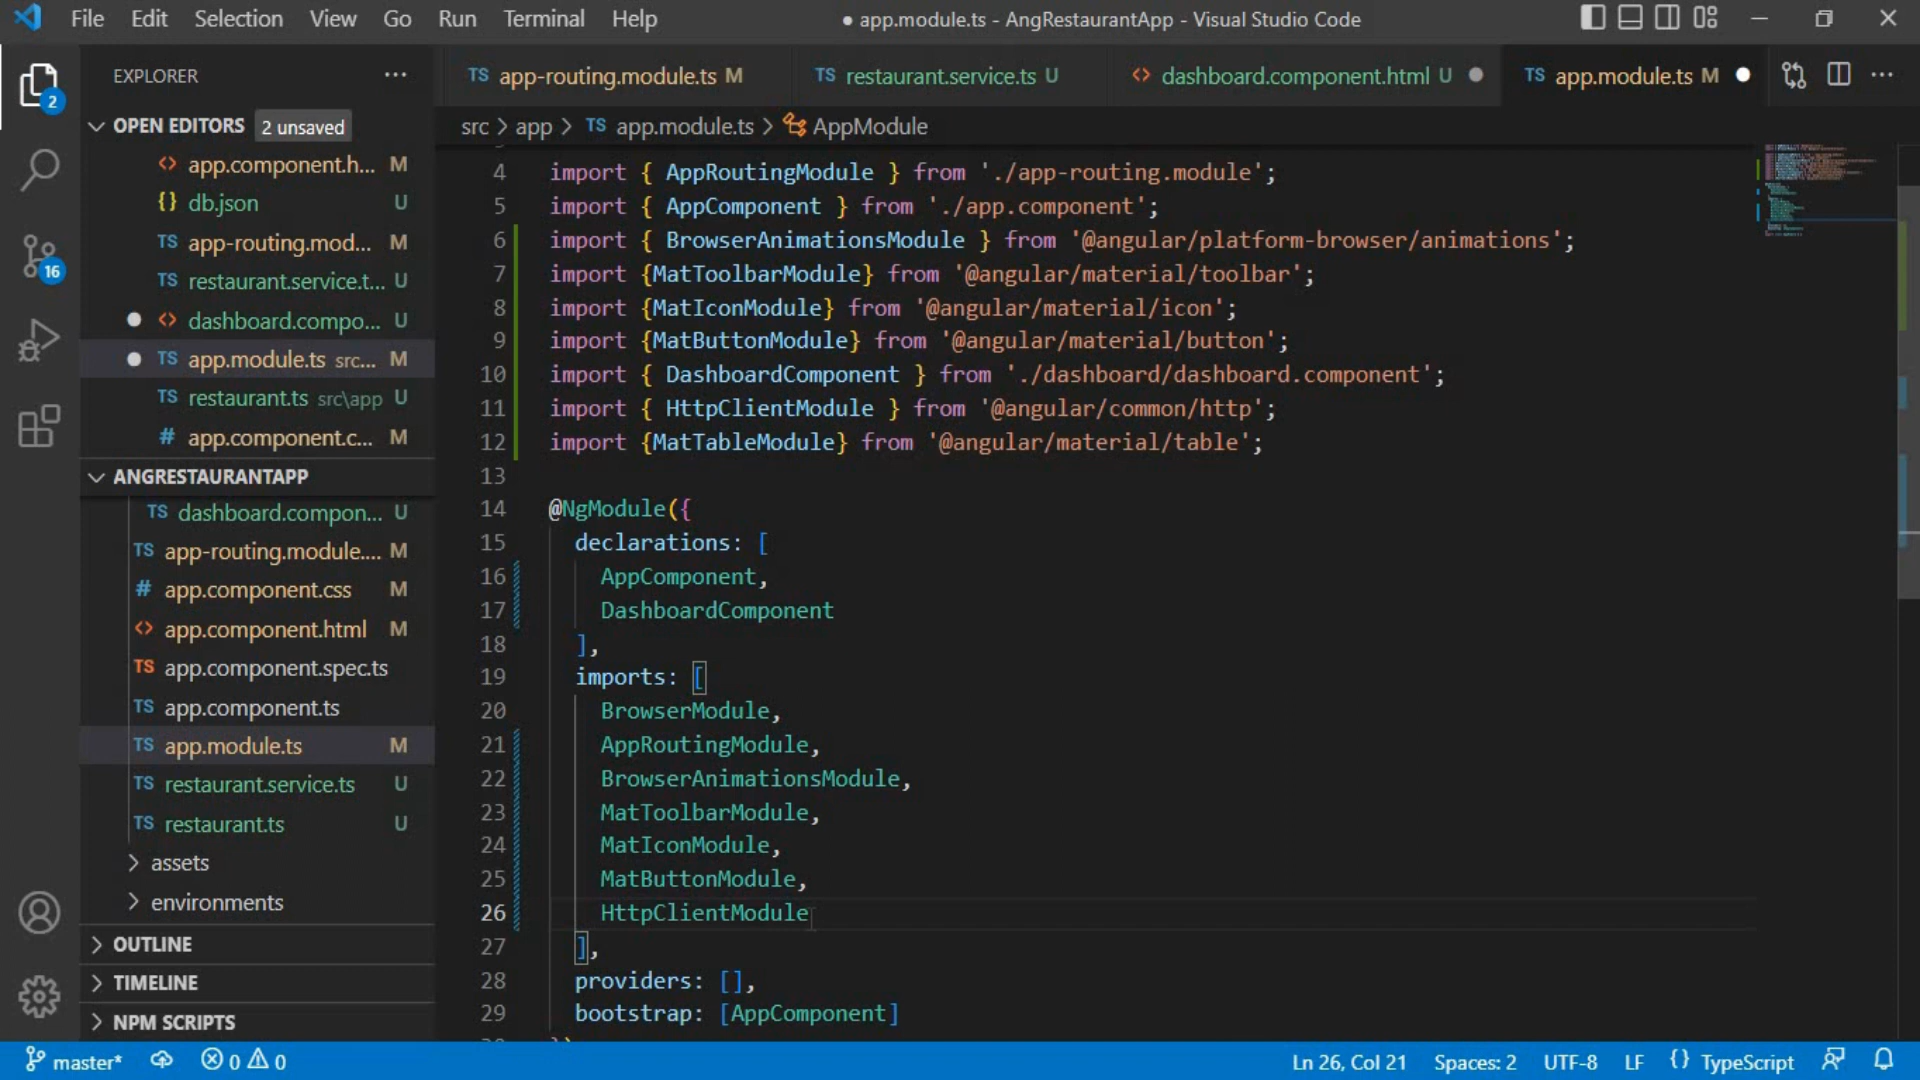 File Edit Selection View Go Run Terminal Help
● app.module.ts - AngRestaurantApp - Visual Studio Code
EXPLORER ...
TS app-routing.module.ts M
TS restaurant.service.ts U
<> dashboard.component.html U ●
TS app.module.ts M ●
2
OPEN EDITORS 2 unsaved
src > app > TS app.module.ts > AppModule
<> app.component.h... M
{} db.json U
TS app-routing.mod... M
TS restaurant.service.t... U
● <> dashboard.compo... U
● TS app.module.ts src... M
TS restaurant.ts src\app U
# app.component.c... M
16
ANGRESTAURANTAPP
TS dashboard.compon... U
TS app-routing.module.... M
# app.component.css M
<> app.component.html M
TS app.component.spec.ts
TS app.component.ts
TS app.module.ts M
TS restaurant.service.ts U
TS restaurant.ts U
> assets
> environments
OUTLINE
TIMELINE
NPM SCRIPTS
4 import { AppRoutingModule } from './app-routing.module';
5 import { AppComponent } from './app.component';
6 import { BrowserAnimationsModule } from '@angular/platform-browser/animations';
7 import {MatToolbarModule} from '@angular/material/toolbar';
8 import {MatIconModule} from '@angular/material/icon';
9 import {MatButtonModule} from '@angular/material/button';
10 import { DashboardComponent } from './dashboard/dashboard.component';
11 import { HttpClientModule } from '@angular/common/http';
12 import {MatTableModule} from '@angular/material/table';
13
14 @NgModule({
15 declarations: [
16 AppComponent,
17 DashboardComponent
18 ],
19 imports: [
20 BrowserModule,
21 AppRoutingModule,
22 BrowserAnimationsModule,
23 MatToolbarModule,
24 MatIconModule,
25 MatButtonModule,
26 HttpClientModule
27 ],
28 providers: [],
29 bootstrap: [AppComponent]
master* 0 0 Ln 26, Col 21 Spaces: 2 UTF-8 LF {} TypeScript